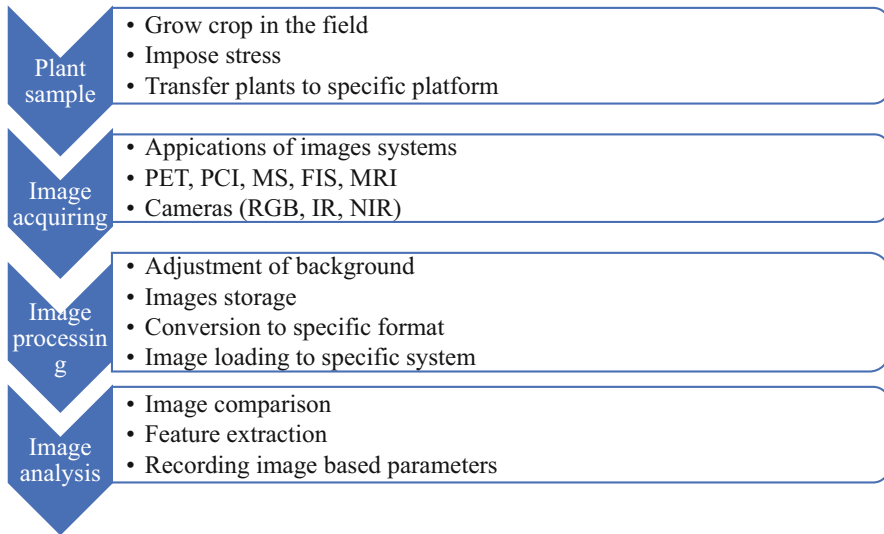 Plant
sample
• Grow crop in the field
• Impose stress
• Transfer plants to specific platform
Image
acquiring
• Appications of images systems
• PET, PCI, MS, FIS, MRI
• Cameras (RGB, IR, NIR)
Image
processin
g
• Adjustment of background
• Images storage
• Conversion to specific format
• Image loading to specific system
Image
analysis
• Image comparison
• Feature extraction
• Recording image based parameters